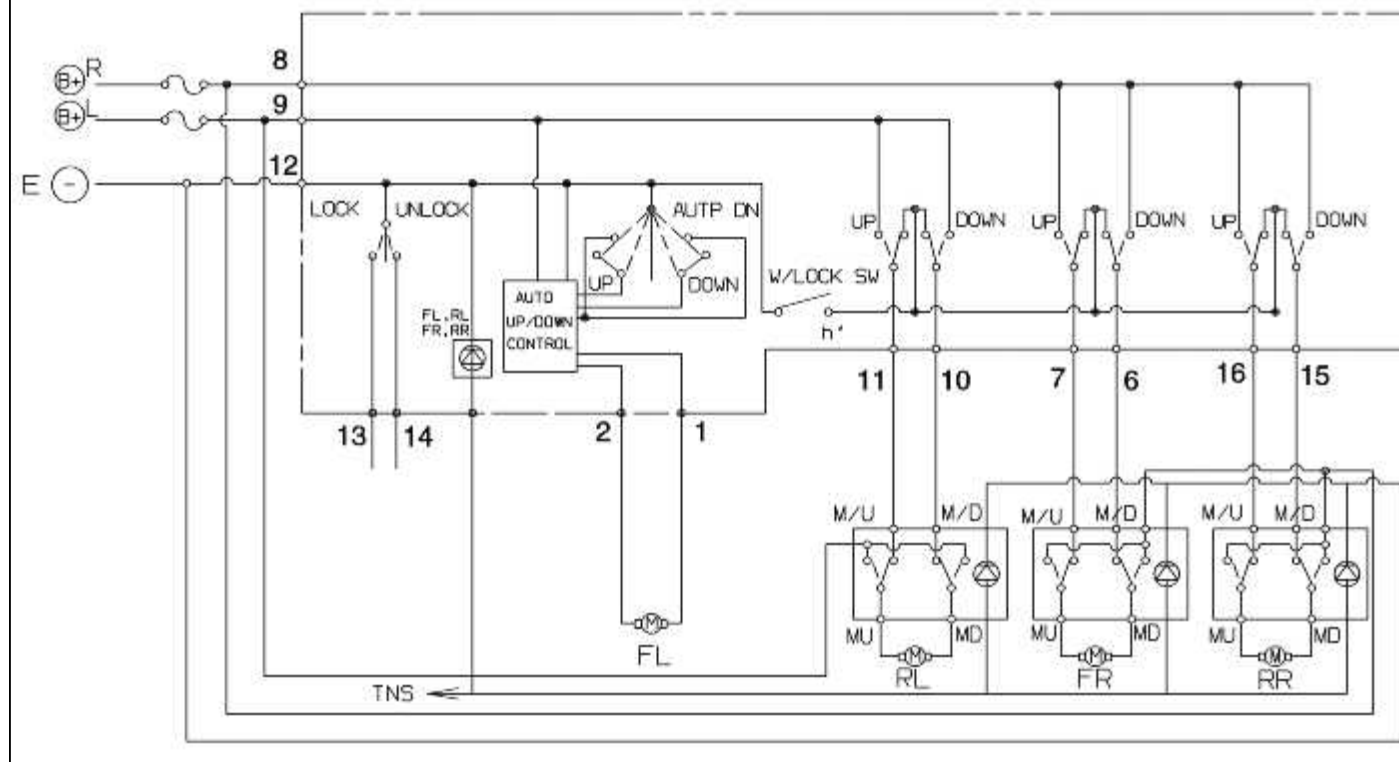 8
B+ R
B+ L
9
12
E -
LOCK UNLOCK AUTP DN
UP DOWN UP DOWN UP DOWN
UP DOWN
W/LOCK SW
h'
AUTO
UP/DOWN
CONTROL
FL.RL
FR.RR
11 10 7 6 16 15
13 14 2 1
M/U M/D M/U M/D M/U M/D
MU MD MU MD MU MD
M M M M
FL RL FR RR
TNS